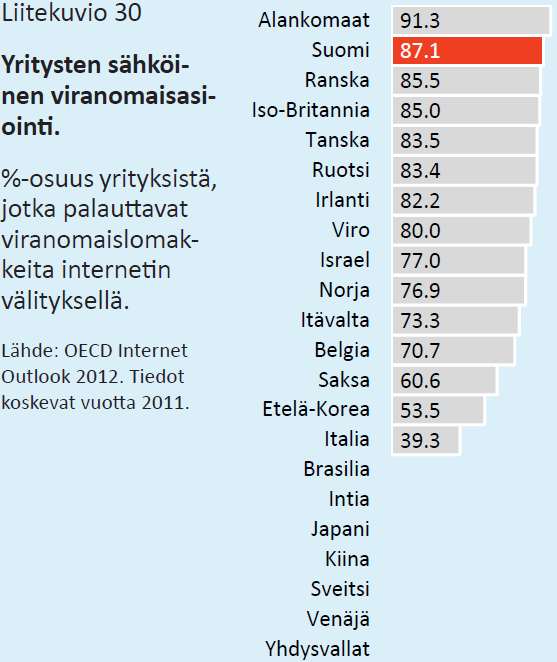 Liitekuvio 30
Yritysten sähköi-
nen viranomaisasi-
ointi.
%-osuus yrityksistä,
jotka palauttavat
viranomaislomak-
keita internetin
välityksellä.
Lähde: OECD Internet
Outlook 2012. Tiedot
koskevat vuotta 2011.
Alankomaat 91.3
Suomi 87.1
Ranska 85.5
Iso-Britannia 85.0
Tanska 83.5
Ruotsi 83.4
Irlanti 82.2
Viro 80.0
Israel 77.0
Norja 76.9
Itävalta 73.3
Belgia 70.7
Saksa 60.6
Etelä-Korea 53.5
Italia 39.3
Brasilia
Intia
Japani
Kiina
Sveitsi
Venäjä
Yhdysvallat